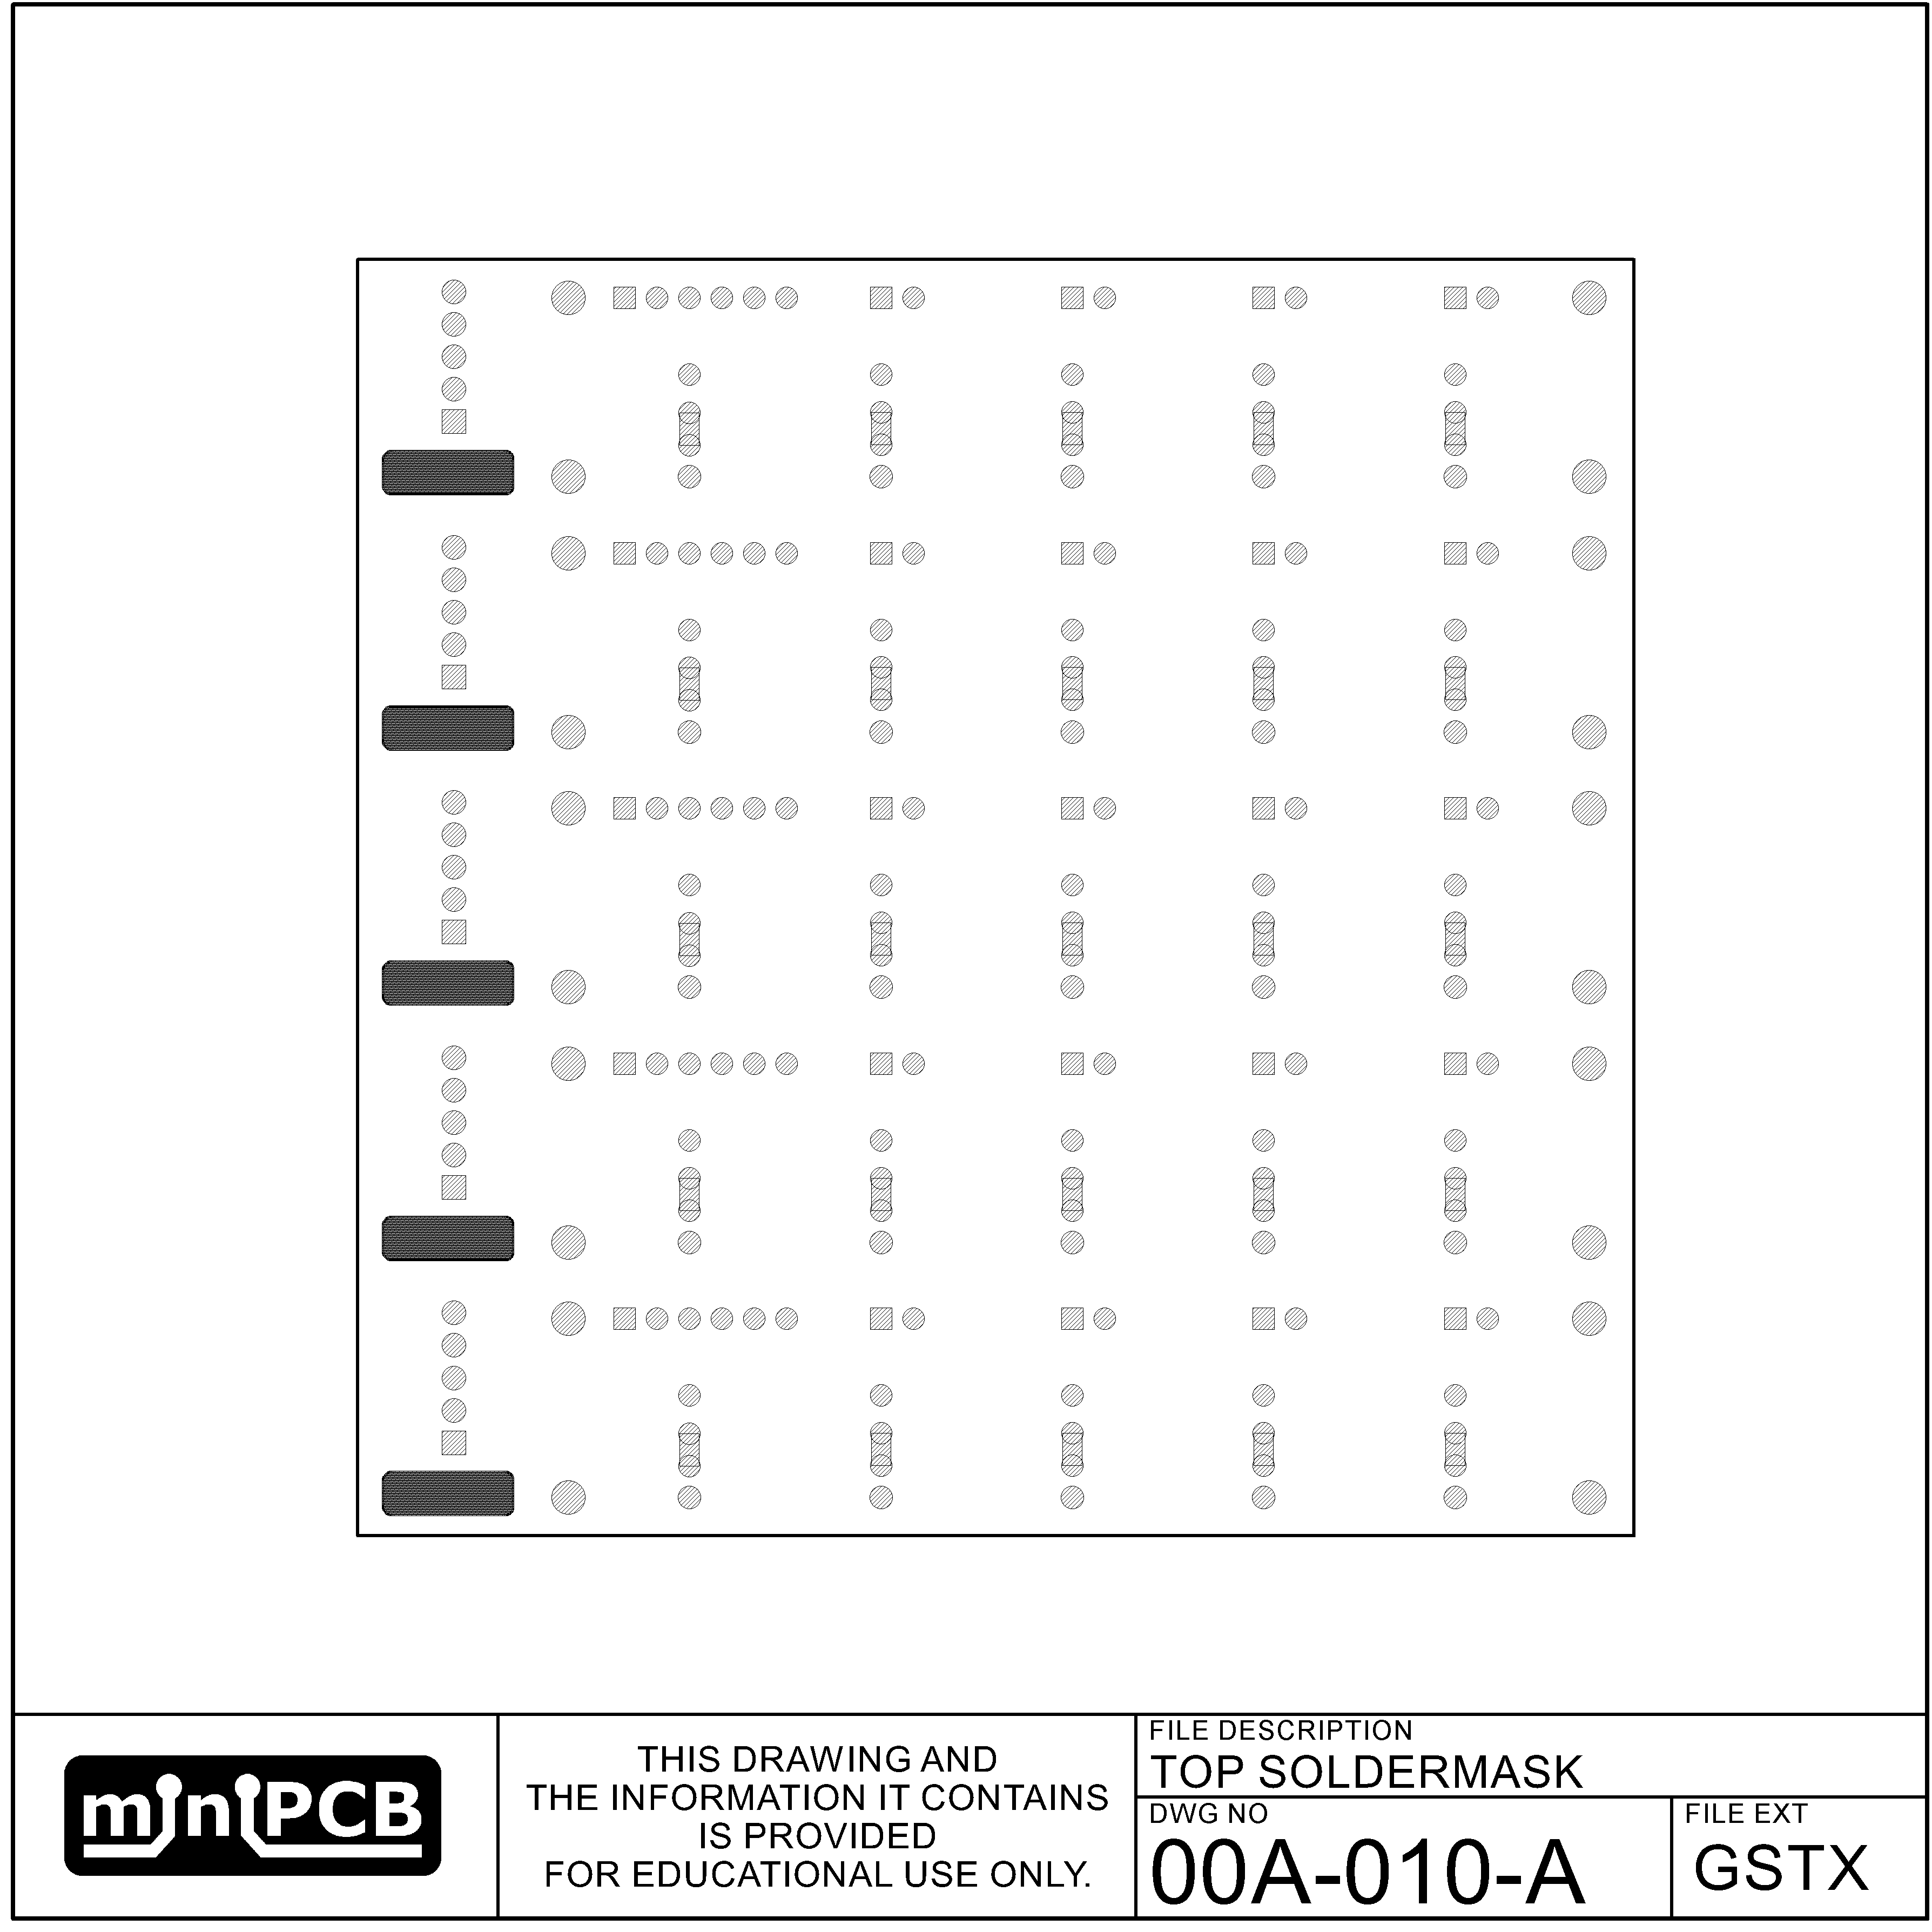 miniPCB
THIS DRAWING AND
THE INFORMATION IT CONTAINS
IS PROVIDED
FOR EDUCATIONAL USE ONLY.
FILE DESCRIPTION
TOP SOLDERMASK
DWG NO
00A-010-A
FILE EXT
GSTX